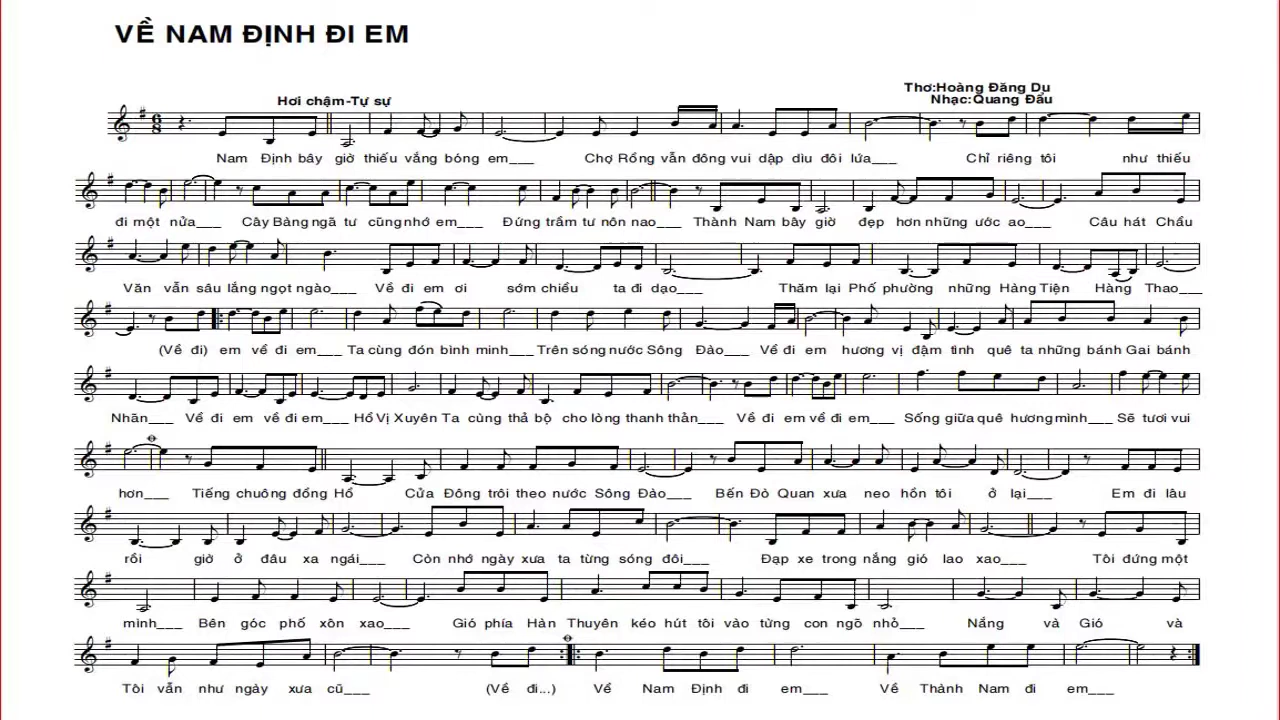 VỀ NAM ĐỊNH ĐI EM
Thơ:Hoàng Đăng Du
Hơi chậm-Tự sự
Nhạc:Quang Đẩu
6
8
Nam Định bây giờ thiếu vắng bóng em___ Chợ Rồng vẫn đông vui dập dìu đôi lứa___ Chỉ riêng tôi như thiếu
đi một nửa___ Cây Bàng ngã tư cũng nhớ em___ Đứng trầm tư nôn nao___ Thành Nam bây giờ đẹp hơn những ước ao___ Câu hát Chầu
Văn vẫn sâu lắng ngọt ngào___ Về đi em ơi sớm chiều ta đi dạo___ Thăm lại Phố phường những Hàng Tiện Hàng Thao___
(Về đi) em về đi em___ Ta cùng đón bình minh___ Trên sóng nước Sông Đào___ Về đi em hương vị đậm tình quê ta những bánh Gai bánh
Nhãn___ Về đi em về đi em___ Hồ Vị Xuyên Ta cùng thả bộ cho lòng thanh thản___ Về đi em về đi em___ Sống giữa quê hương mình___ Sẽ tươi vui
hơn___ Tiếng chuông đồng Hồ Cửa Đông trôi theo nước Sông Đào___ Bến Đò Quan xưa neo hồn tôi ở lại___ Em đi lâu
rồi giờ ở đâu xa ngái___ Còn nhớ ngày xưa ta từng sóng đôi___ Đạp xe trong nắng gió lao xao___ Tôi đứng một
mình___ Bên góc phố xôn xao___ Gió phía Hàn Thuyên kéo hút tôi vào từng con ngõ nhỏ___ Nắng và Gió và
Tôi vẫn như ngày xưa cũ___ (Về đi...) Về Nam Định đi em___ Về Thành Nam đi em___